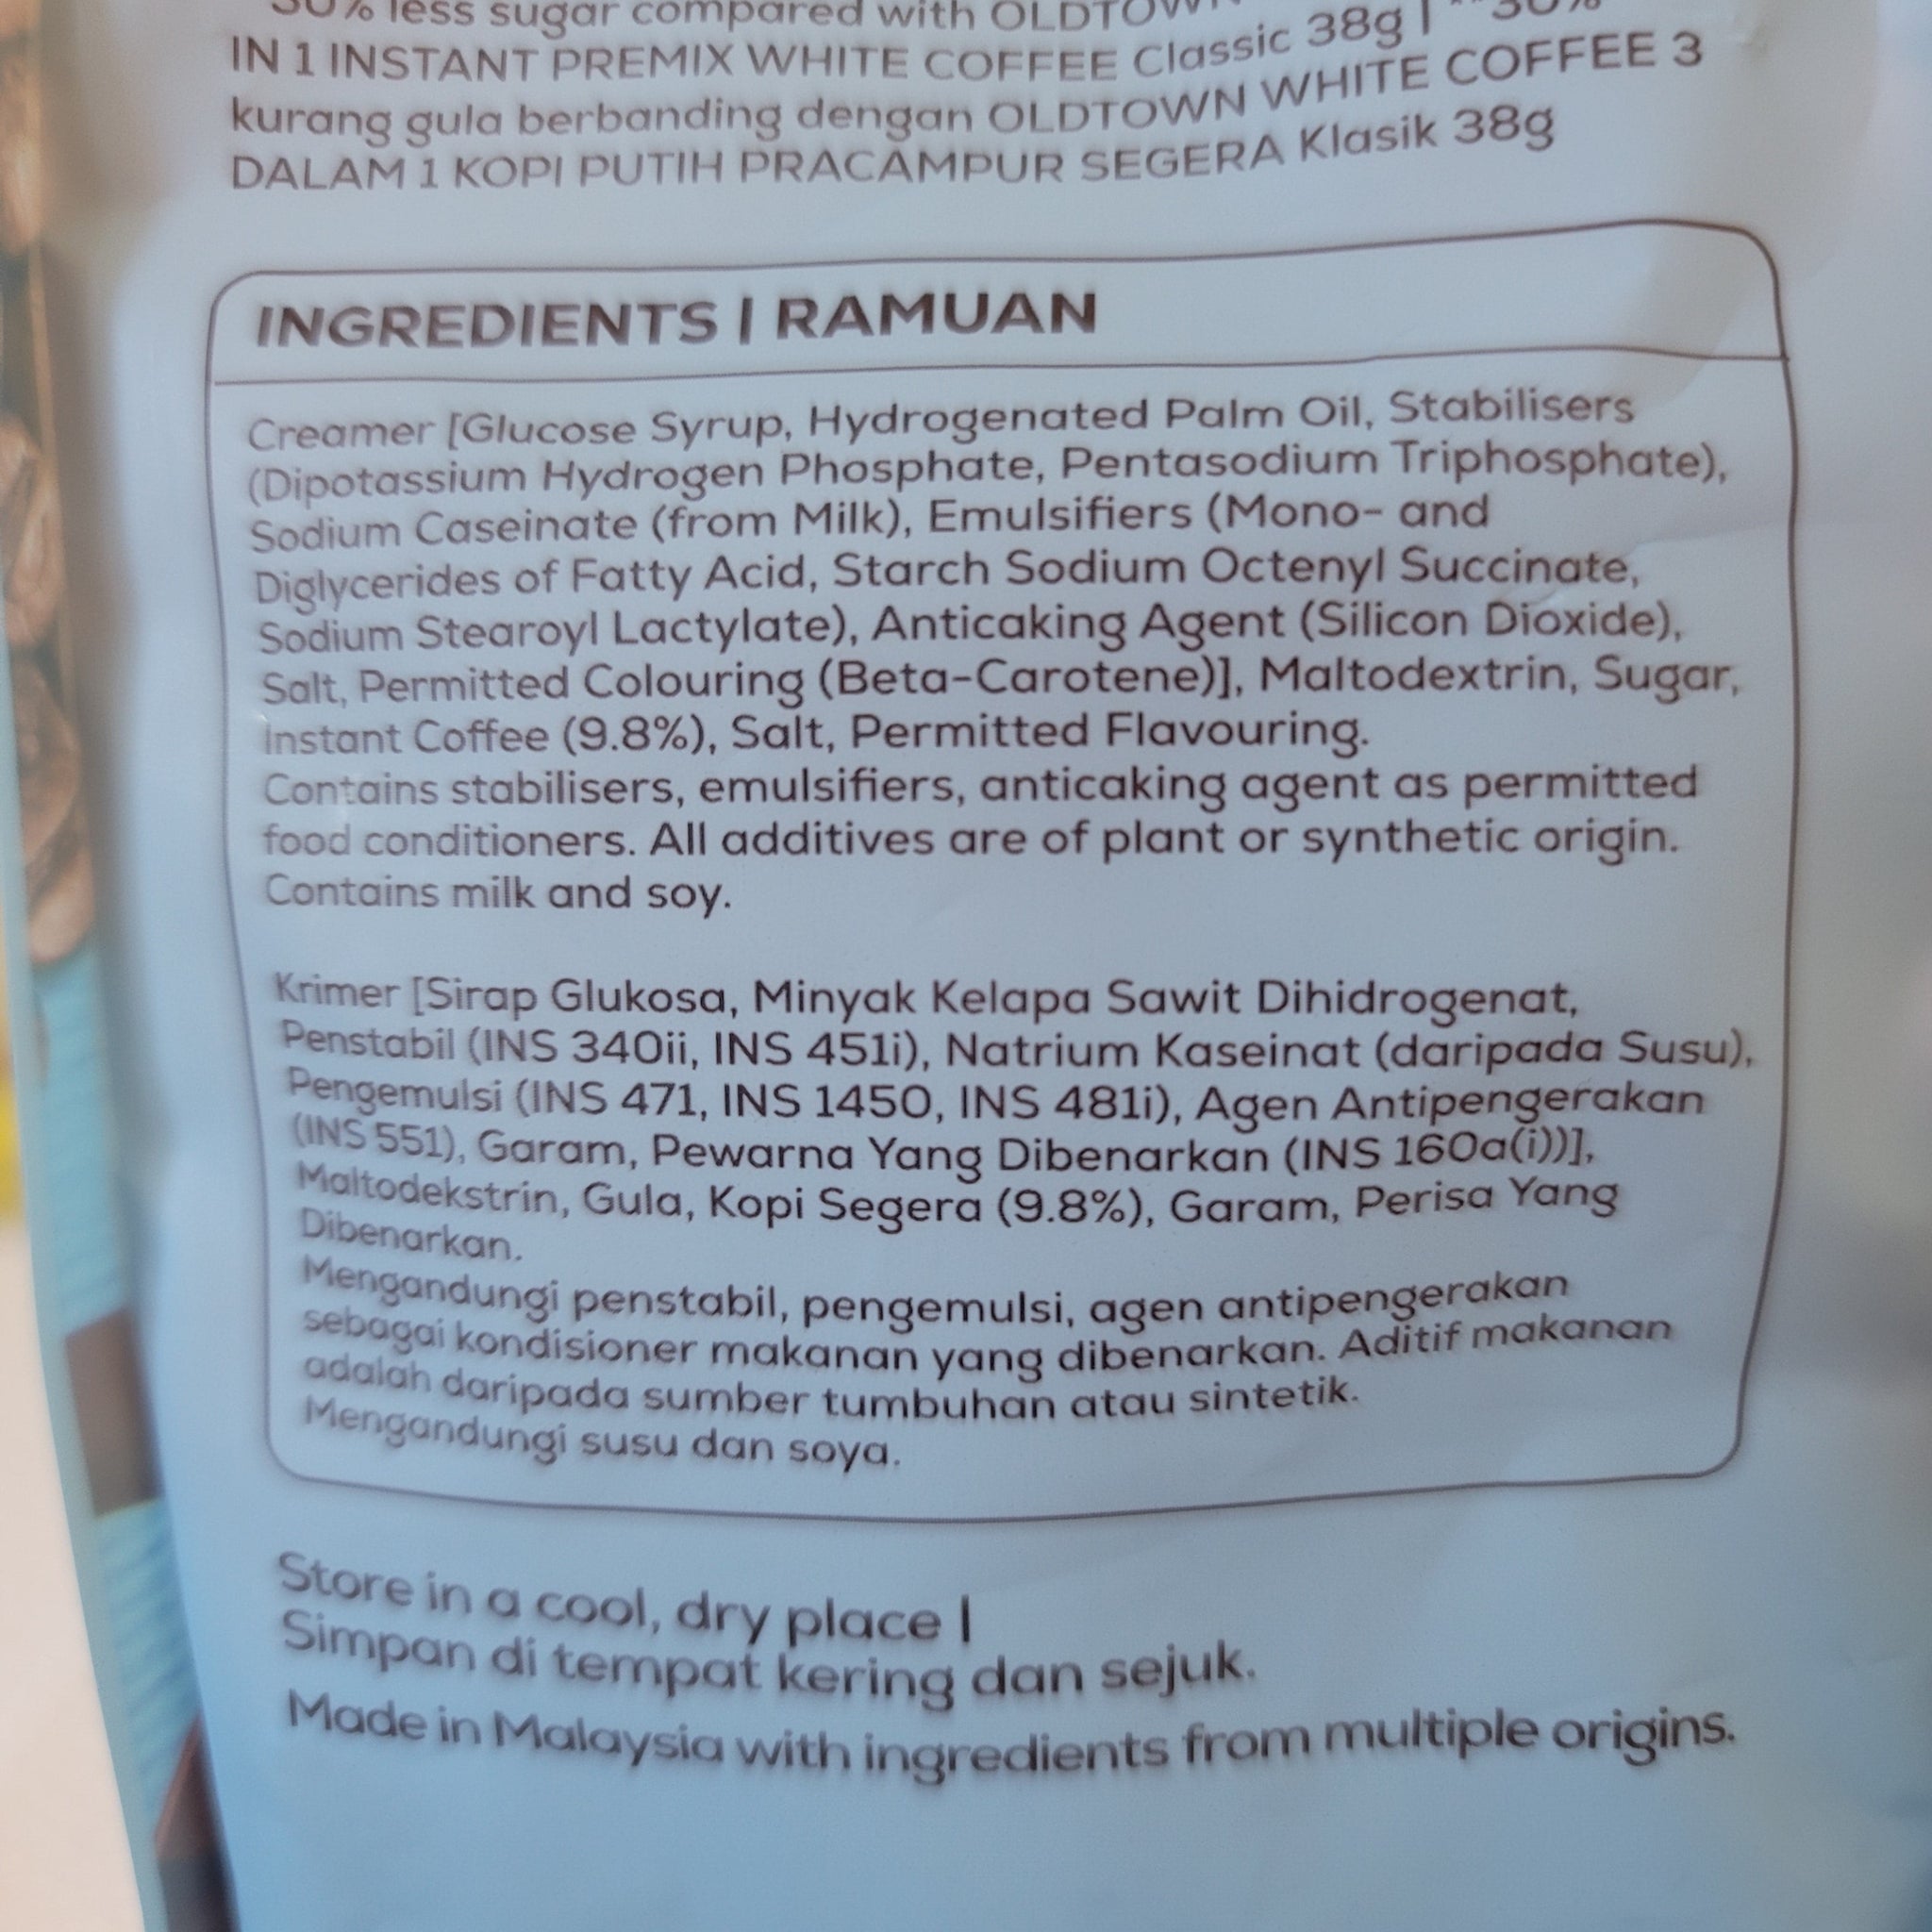 less sugar compared with OLDTOWN
IN 1 INSTANT PREMIX WHITE COFFEE Classic 38g | **30%
kurang gula berbanding dengan OLDTOWN WHITE COFFEE 3
DALAM 1 KOPI PUTIH PRACAMPUR SEGERA Klasik 38g
INGREDIENTS | RAMUAN
Creamer [Glucose Syrup, Hydrogenated Palm Oil, Stabilisers
(Dipotassium Hydrogen Phosphate, Pentasodium Triphosphate),
Sodium Caseinate (from Milk), Emulsifiers (Mono- and
Diglycerides of Fatty Acid, Starch Sodium Octenyl Succinate,
Sodium Stearoyl Lactylate), Anticaking Agent (Silicon Dioxide),
Salt, Permitted Colouring (Beta-Carotene)], Maltodextrin, Sugar,
Instant Coffee (9.8%), Salt, Permitted Flavouring.
Contains stabilisers, emulsifiers, anticaking agent as permitted
food conditioners. All additives are of plant or synthetic origin.
Contains milk and soy.
Krimer [Sirap Glukosa, Minyak Kelapa Sawit Dihidrogenat,
Penstabil (INS 340ii, INS 451i), Natrium Kaseinat (daripada Susu),
Pengemulsi (INS 471, INS 1450, INS 481i), Agen Antipengerakan
(INS 551), Garam, Pewarna Yang Dibenarkan (INS 160a(i))],
Maltodekstrin, Gula, Kopi Segera (9.8%), Garam, Perisa Yang
Dibenarkan.
Mengandungi penstabil, pengemulsi, agen antipengerakan
sebagai kondisioner makanan yang dibenarkan. Aditif makanan
adalah daripada sumber tumbuhan atau sintetik.
Mengandungi susu dan soya.
Store in a cool, dry place |
Simpan di tempat kering dan sejuk.
Made in Malaysia with ingredients from multiple origins.